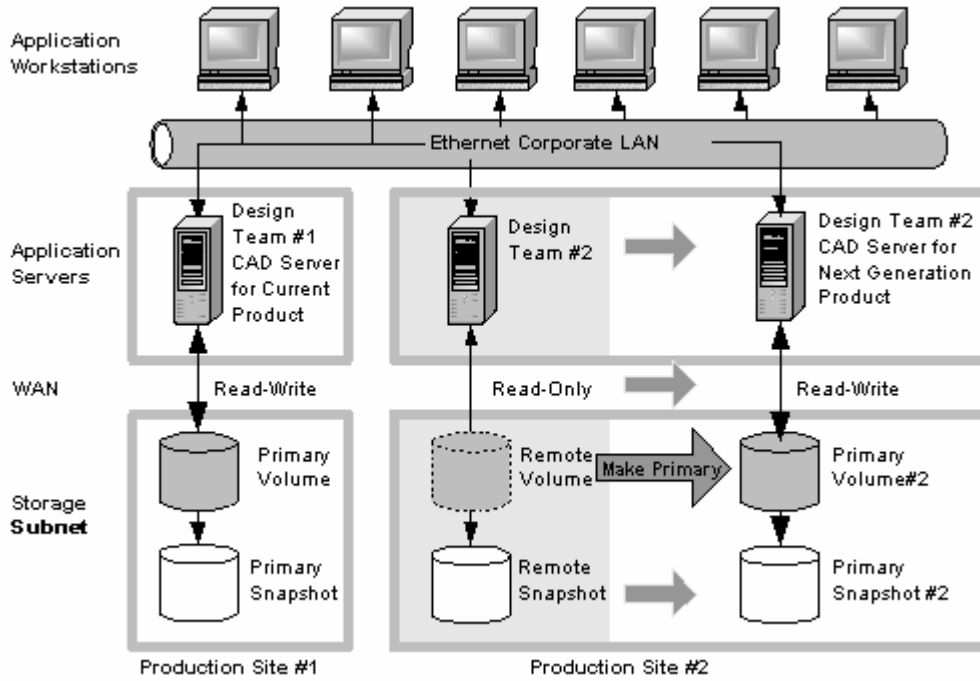 Application
Workstations
Ethernet Corporate LAN
Application
Servers
Design
Team #1
CAD Server
for Current
Product
Design
Team #2
Design Team #2
CAD Server for
Next Generation
Product
WAN
Read-Write
Read-Only
Read-Write
Storage
Subnet
Primary
Volume
Remote
Volume
Make Primary
Primary
Volume#2
Primary
Snapshot
Remote
Snapshot
Primary
Snapshot #2
Production Site #1
Production Site #2